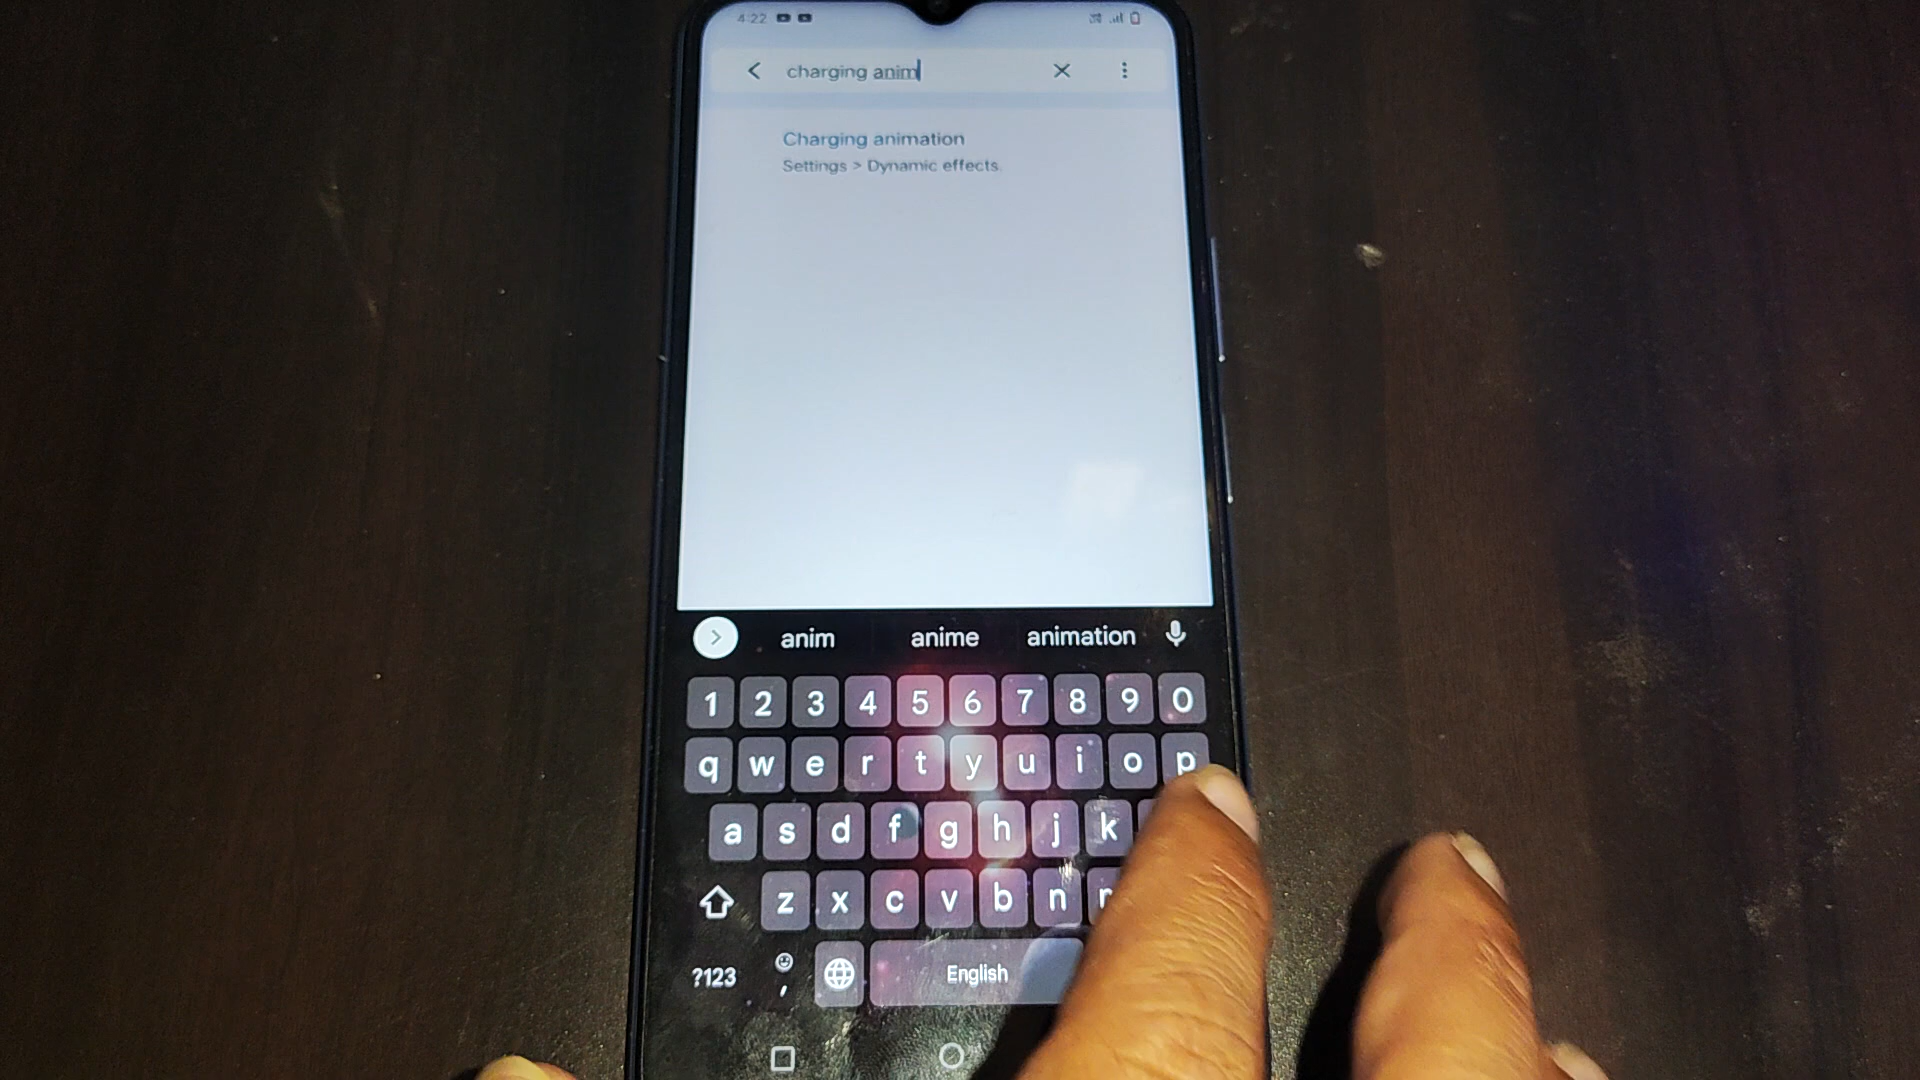 4:22
charging anim
Charging animation
Settings > Dynamic effects
anim anime animation
1 2 3 4 5 6 7 8 9 0
q w e r t y u i o p
a s d f g h j k
z x c v b n
?123 , English